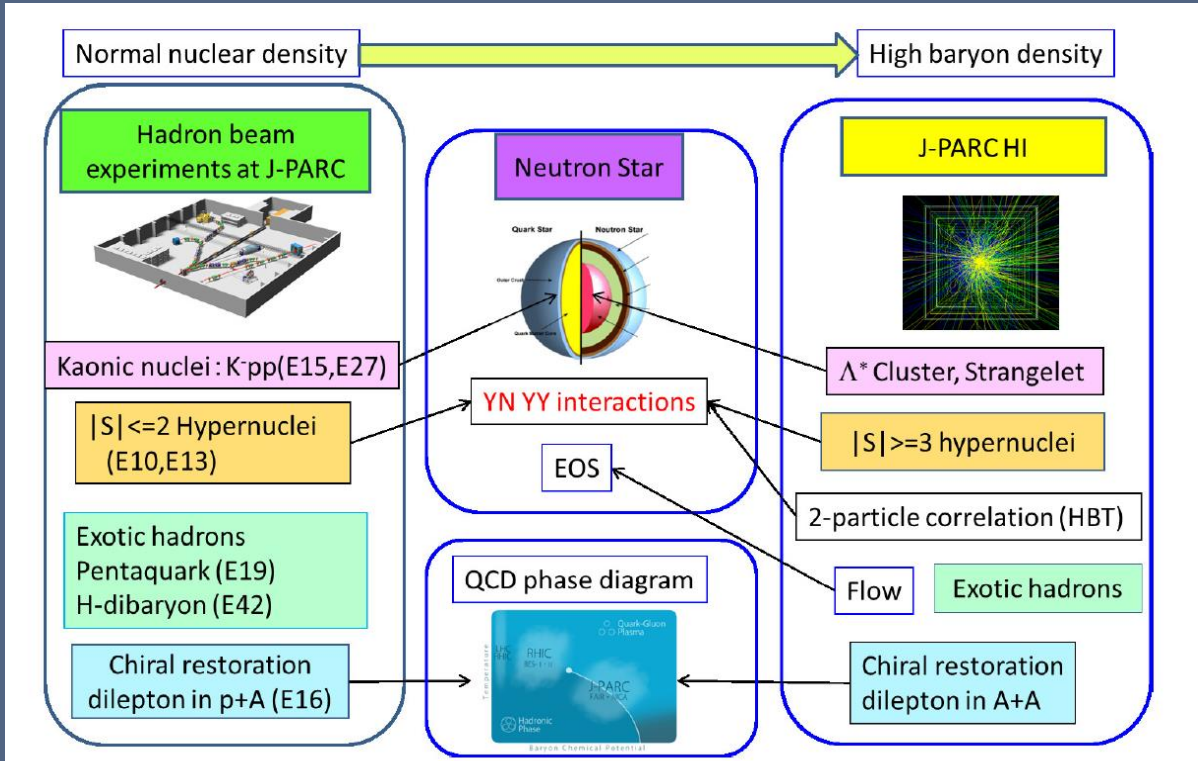 Normal nuclear density
High baryon density
Hadron beam
experiments at J-PARC
Kaonic nuclei : K⁻pp(E15,E27)
|S|<=2 Hypernuclei
(E10,E13)
Exotic hadrons
Pentaquark (E19)
H-dibaryon (E42)
Chiral restoration
dilepton in p+A (E16)
Neutron Star
Quark Star
Neutron Star
Outer Crust
YN YY interactions
EOS
QCD phase diagram
Quark-Gluon
Plasma
RHIC
J-PARC
Temperature
Hadronic
Phase
Baryon Chemical Potential
J-PARC HI
Λ* Cluster, Strangelet
|S|>=3 hypernuclei
2-particle correlation (HBT)
Flow
Exotic hadrons
Chiral restoration
dilepton in A+A